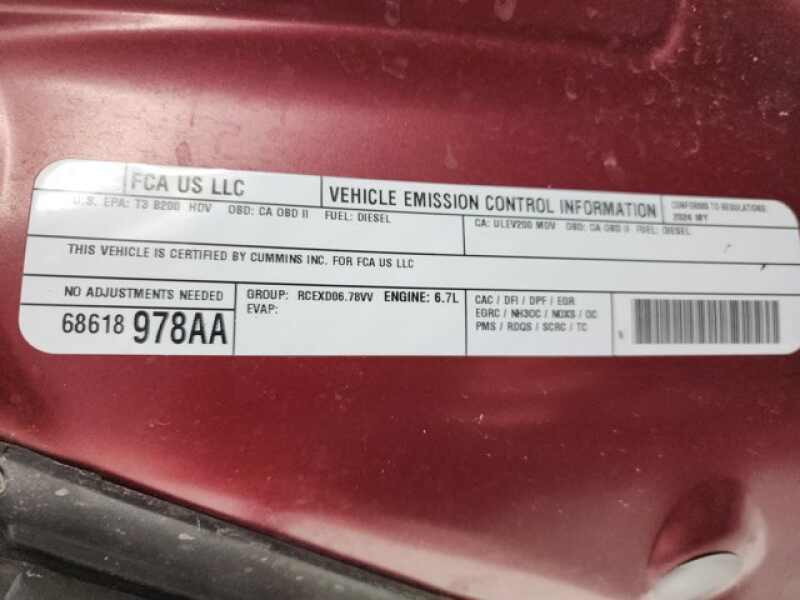 FCA US LLC
VEHICLE EMISSION CONTROL INFORMATION
CONFORMS TO REGULATIONS:
2024 MY
U.S. EPA: T3 B200 HDV OBD: CA OBD II FUEL: DIESEL
CA: ULEV200 MDV OBD: CA OBD II FUEL: DIESEL
THIS VEHICLE IS CERTIFIED BY CUMMINS INC. FOR FCA US LLC
NO ADJUSTMENTS NEEDED
68618 978AA
GROUP: RCEXD06.78VV ENGINE: 6.7L
EVAP:
CAC / DFI / DPF / EGR
EGRC / NH3OC / NOXS / OC
PMS / RDQS / SCRC / TC